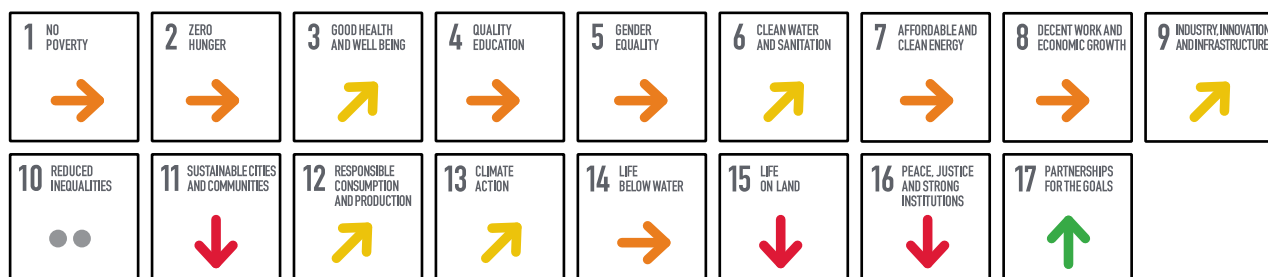 1 NO
POVERTY
2 ZERO
HUNGER
3 GOOD HEALTH
AND WELL BEING
4 QUALITY
EDUCATION
5 GENDER
EQUALITY
6 CLEAN WATER
AND SANITATION
7 AFFORDABLE AND
CLEAN ENERGY
8 DECENT WORK AND
ECONOMIC GROWTH
9 INDUSTRY, INNOVATION
AND INFRASTRUCTURE
10 REDUCED
INEQUALITIES
11 SUSTAINABLE CITIES
AND COMMUNITIES
12 RESPONSIBLE
CONSUMPTION
AND PRODUCTION
13 CLIMATE
ACTION
14 LIFE
BELOW WATER
15 LIFE
ON LAND
16 PEACE, JUSTICE
AND STRONG
INSTITUTIONS
17 PARTNERSHIPS
FOR THE GOALS